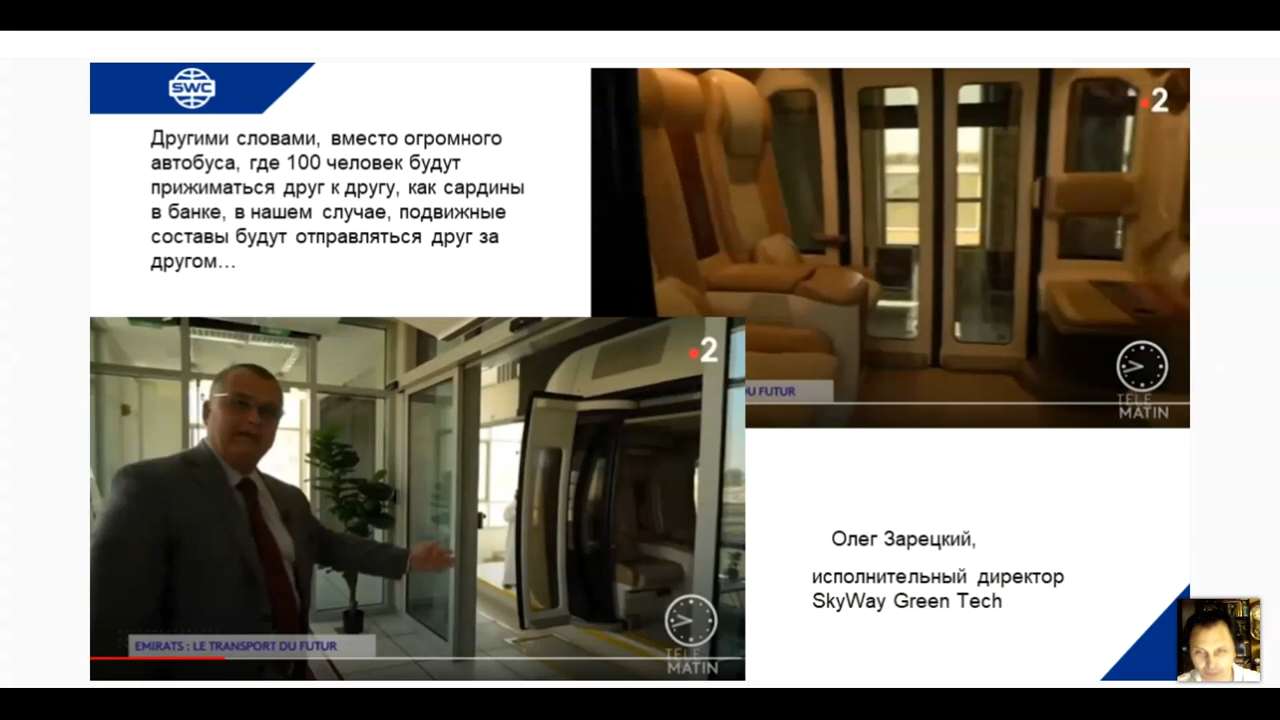 SWC
Другими словами, вместо огромного
автобуса, где 100 человек будут
прижиматься друг к другу, как сардины
в банке, в нашем случае, подвижные
составы будут отправляться друг за
другом…
2
U FUTUR
TELE
MATIN
2
EMIRATS : LE TRANSPORT DU FUTUR
TELE
MATIN
Олег Зарецкий,
исполнительный директор
SkyWay Green Tech